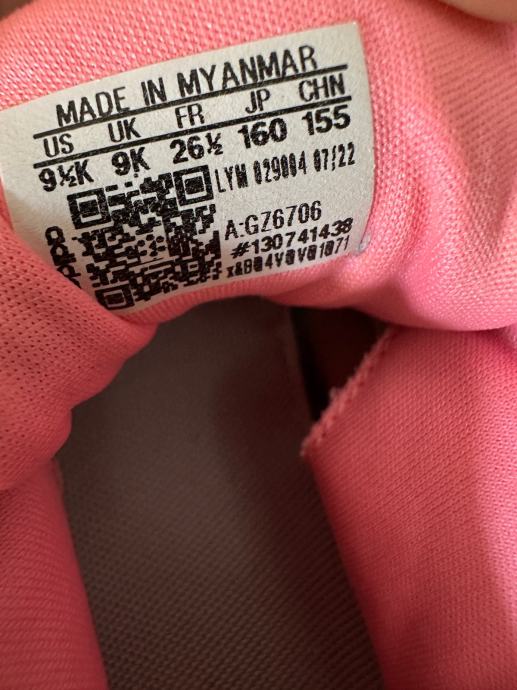 MADE IN MYANMAR
US UK FR JP CHN
9½K 9K 26½ 160 155
LYM 029004 07/22
A:GZ6706
#130741438